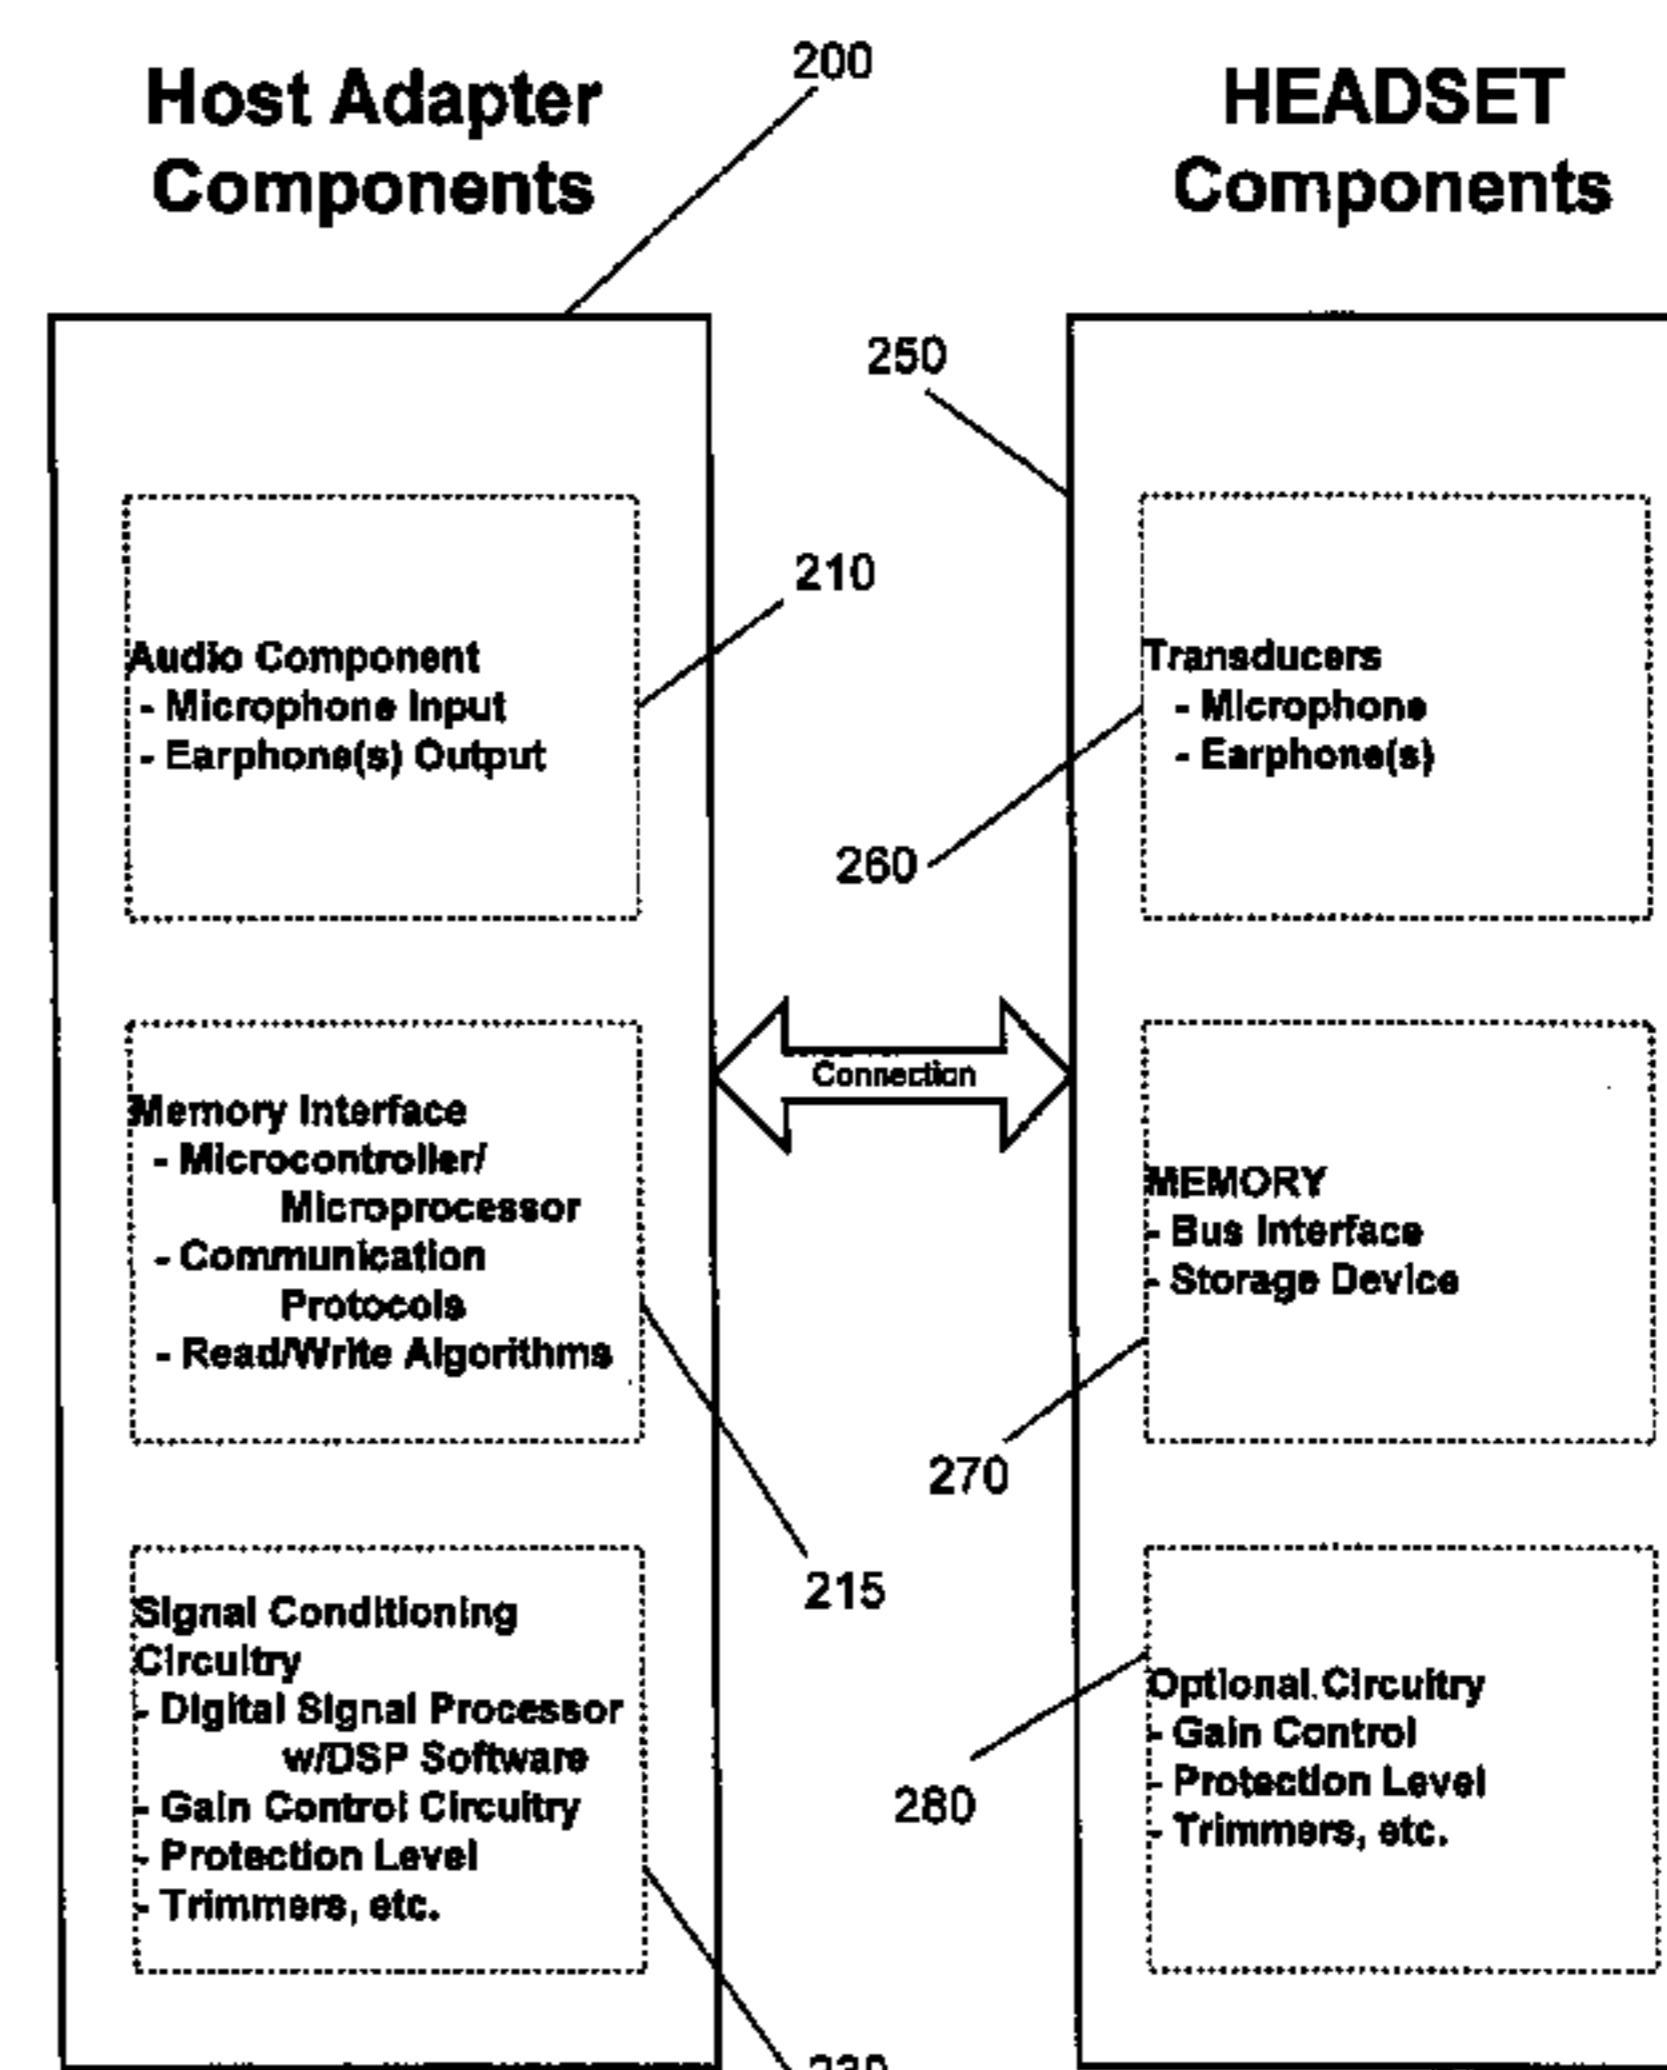 Host Adapter
Components
200
HEADSET
Components
250
210
Audio Component
- Microphone Input
- Earphone(s) Output
Transducers
- Microphone
- Earphone(s)
260
Connection
Memory Interface
- Microcontroller/
Microprocessor
- Communication
Protocols
- Read/Write Algorithms
MEMORY
- Bus Interface
- Storage Device
270
215
Signal Conditioning
Circuitry
- Digital Signal Processor
w/DSP Software
- Gain Control Circuitry
- Protection Level
- Trimmers, etc.
Optional Circuitry
- Gain Control
- Protection Level
- Trimmers, etc.
280